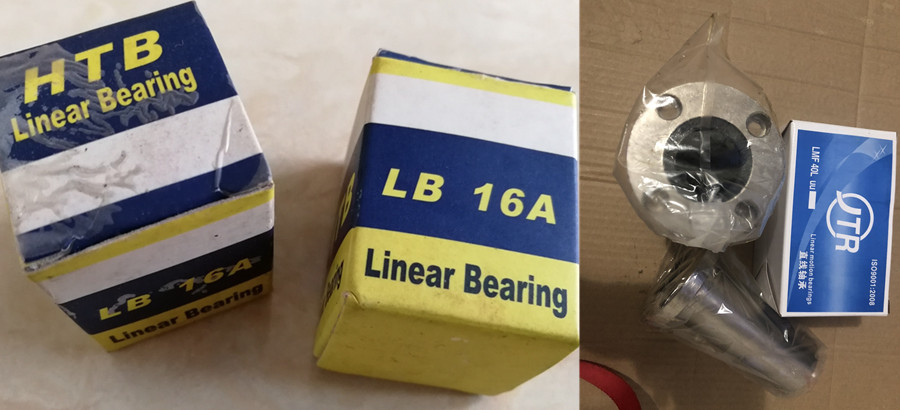 HTB
Linear Bearing
LB 16A
Linear Bearing
LB 16A
Linear Bearing
LMF 40L UU
JTR
Linear motion bearings
直线轴承
ISO9001:2008